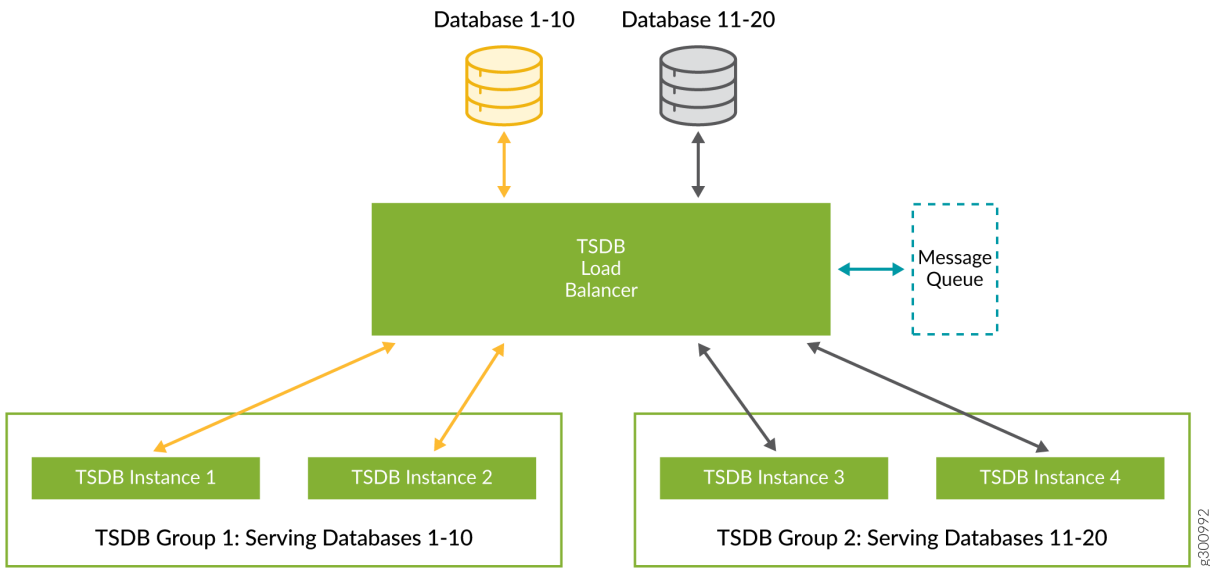 Database 1-10
Database 11-20
TSDB
Load
Balancer
Message
Queue
TSDB Instance 1
TSDB Instance 2
TSDB Instance 3
TSDB Instance 4
TSDB Group 1: Serving Databases 1-10
TSDB Group 2: Serving Databases 11-20
g300992